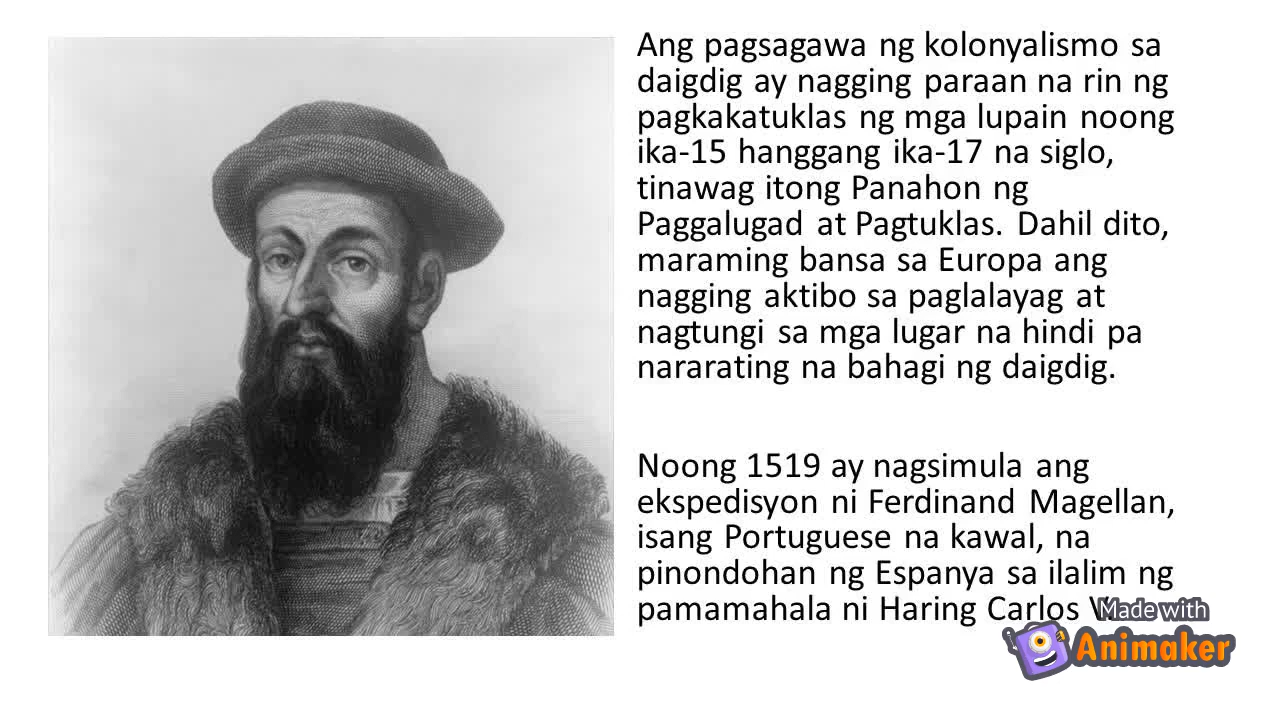 Ang pagsagawa ng kolonyalismo sa
daigdig ay nagging paraan na rin ng
pagkakatuklas ng mga lupain noong
ika-15 hanggang ika-17 na siglo,
tinawag itong Panahon ng
Paggalugad at Pagtuklas. Dahil dito,
maraming bansa sa Europa ang
nagging aktibo sa paglalayag at
nagtungi sa mga lugar na hindi pa
nararating na bahagi ng daigdig.
Noong 1519 ay nagsimula ang
ekspedisyon ni Ferdinand Magellan,
isang Portuguese na kawal, na
pinondohan ng Espanya sa ilalim ng
pamamahala ni Haring Carlos
Made with
Animaker